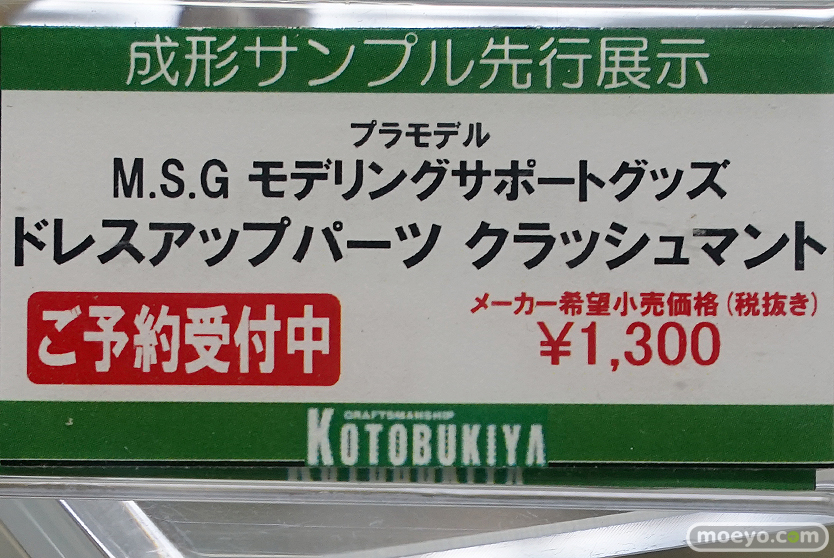 成形サンプル先行展示
プラモデル
M.S.G モデリングサポートグッズ
ドレスアップパーツ クラッシュマント
ご予約受付中
メーカー希望小売価格(税抜き)
¥1,300
CRAFTSMANSHIP
KOTOBUKIYA
moeyo.com